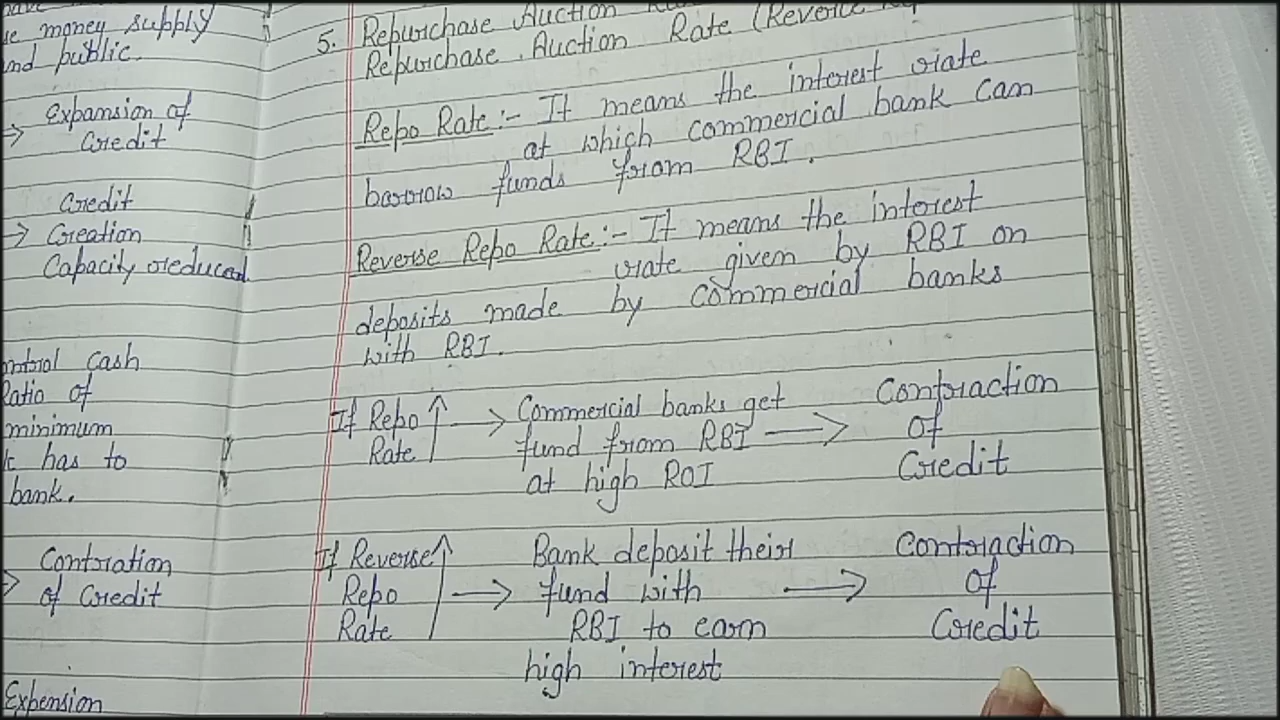 se money supply
nd public.
Expansion of
Credit
Credit
Creation
Capacity reduced
ontrol cash
Ratio of
minimum
has to
bank.
Contration
of Credit
Expension
5. Repurchase Auction
Repurchase Auction Rate (Reverse
Repo Rate:- It means the interest rate
at which commercial bank can
borrow funds from RBI.
Reverse Repo Rate:- It means the interest
rate given by RBI on
deposits made by commercial banks
with RBI.
If Repo ↑ → Commercial banks get → Contraction
Rate fund from RBI of
at high ROI Credit
If Reverse ↑ Bank deposit their Contraction
Repo → fund with → of
Rate RBI to earn Credit
high interest